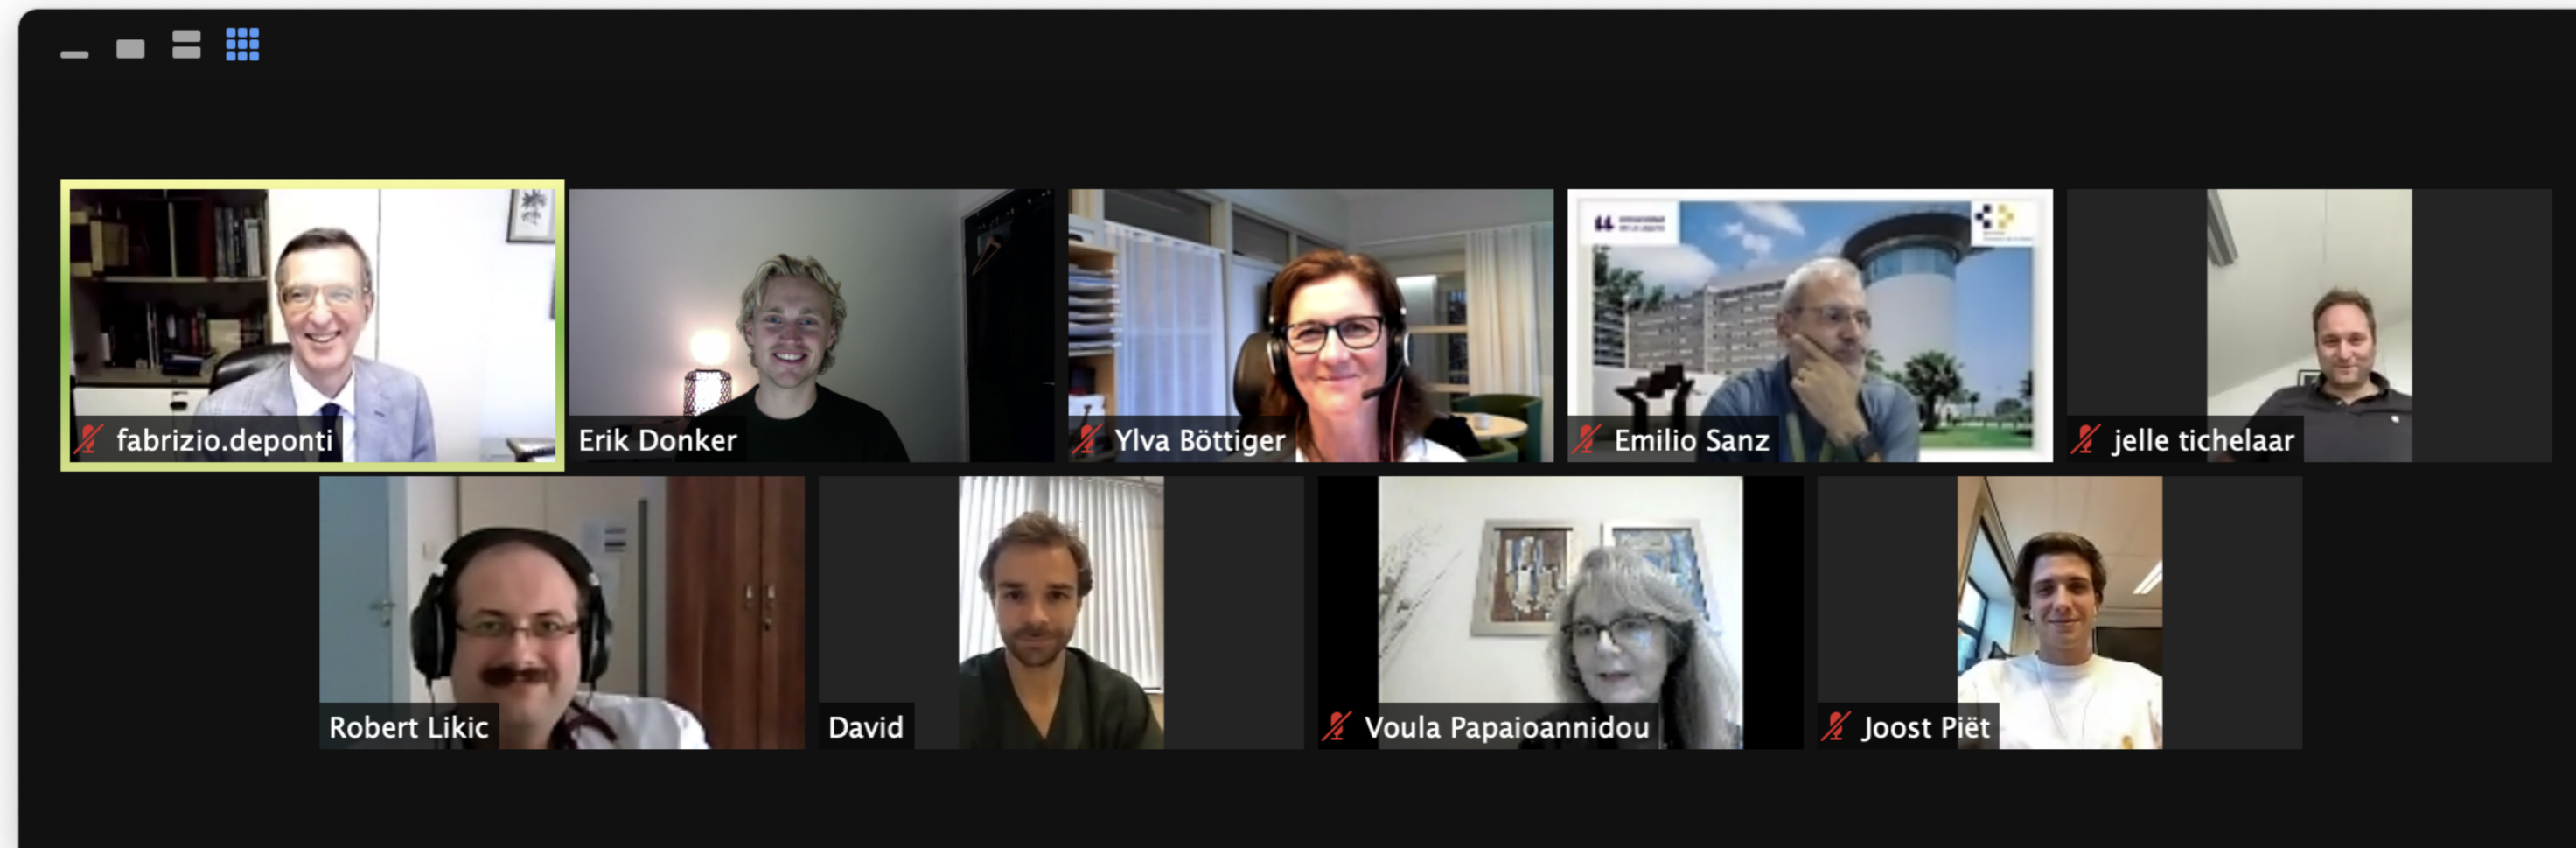 fabrizio.deponti
Erik Donker
Ylva Böttiger
Emilio Sanz
jelle tichelaar
Robert Likic
David
Voula Papaioannidou
Joost Piët